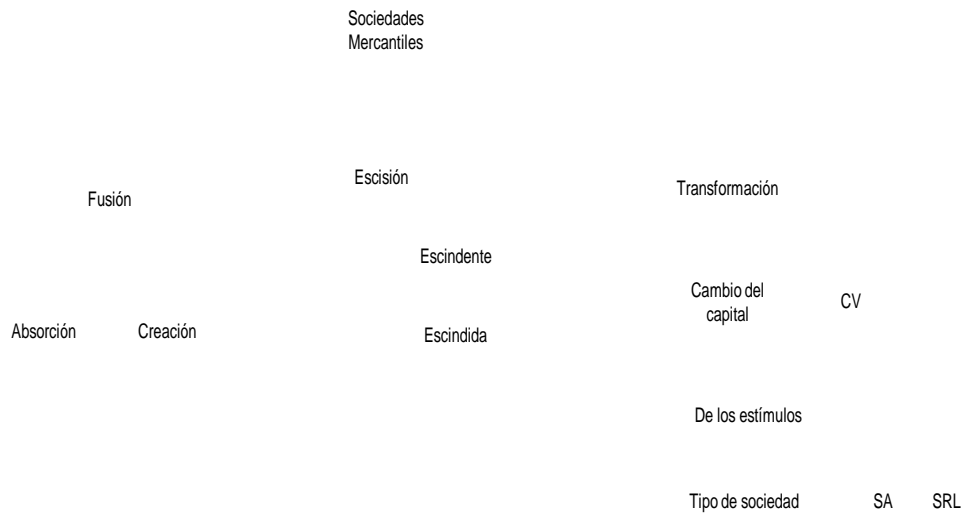 Sociedades
Mercantiles
Fusión
Escisión
Transformación
Escindente
Cambio del
capital
CV
Absorción
Creación
Escindida
De los estímulos
Tipo de sociedad
SA
SRL